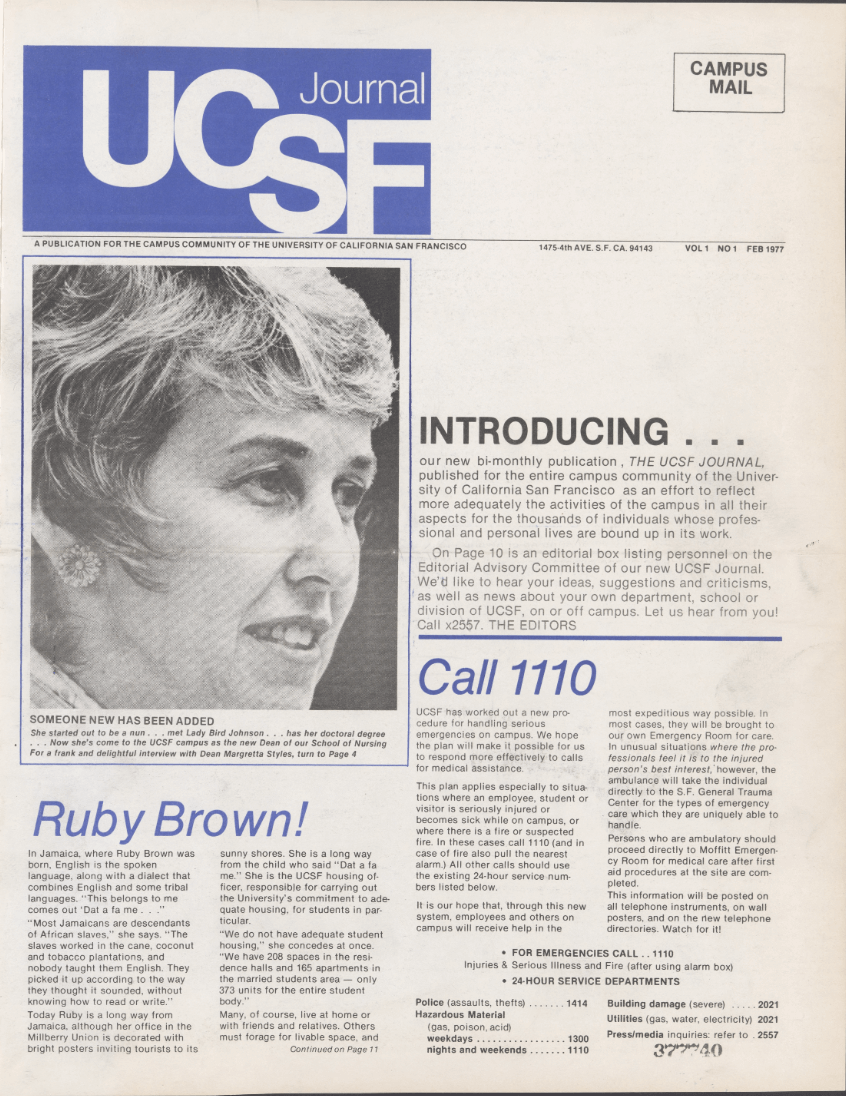 UCSF Journal
CAMPUS
MAIL
A PUBLICATION FOR THE CAMPUS COMMUNITY OF THE UNIVERSITY OF CALIFORNIA SAN FRANCISCO
1475-4th AVE. S.F. CA. 94143
VOL 1 NO 1 FEB 1977
SOMEONE NEW HAS BEEN ADDED
She started out to be a nun . . . met Lady Bird Johnson . . . has her doctoral degree
. . . Now she's come to the UCSF campus as the new Dean of our School of Nursing
For a frank and delightful interview with Dean Margretta Styles, turn to Page 4
INTRODUCING . . .
our new bi-monthly publication , THE UCSF JOURNAL,
published for the entire campus community of the Univer-
sity of California San Francisco as an effort to reflect
more adequately the activities of the campus in all their
aspects for the thousands of individuals whose profes-
sional and personal lives are bound up in its work.
On Page 10 is an editorial box listing personnel on the
Editorial Advisory Committee of our new UCSF Journal.
We'd like to hear your ideas, suggestions and criticisms,
as well as news about your own department, school or
division of UCSF, on or off campus. Let us hear from you!
Call x2557. THE EDITORS
Ruby Brown!
In Jamaica, where Ruby Brown was
born, English is the spoken
language, along with a dialect that
combines English and some tribal
languages. "This belongs to me
comes out 'Dat a fa me . . ."
"Most Jamaicans are descendants
of African slaves," she says. "The
slaves worked in the cane, coconut
and tobacco plantations, and
nobody taught them English. They
picked it up according to the way
they thought it sounded, without
knowing how to read or write."
Today Ruby is a long way from
Jamaica, although her office in the
Millberry Union is decorated with
bright posters inviting tourists to its
sunny shores. She is a long way
from the child who said "Dat a fa
me." She is the UCSF housing of-
ficer, responsible for carrying out
the University's commitment to ade-
quate housing, for students in par-
ticular.
"We do not have adequate student
housing," she concedes at once.
"We have 208 spaces in the resi-
dence halls and 165 apartments in
the married students area — only
373 units for the entire student
body."
Many, of course, live at home or
with friends and relatives. Others
must forage for livable space, and
Continued on Page 11
Call 1110
UCSF has worked out a new pro-
cedure for handling serious
emergencies on campus. We hope
the plan will make it possible for us
to respond more effectively to calls
for medical assistance.
This plan applies especially to situa-
tions where an employee, student or
visitor is seriously injured or
becomes sick while on campus, or
where there is a fire or suspected
fire. In these cases call 1110 (and in
case of fire also pull the nearest
alarm.) All other calls should use
the existing 24-hour service num-
bers listed below.
It is our hope that, through this new
system, employees and others on
campus will receive help in the
most expeditious way possible. In
most cases, they will be brought to
our own Emergency Room for care.
In unusual situations where the pro-
fessionals feel it is to the injured
person's best interest, however, the
ambulance will take the individual
directly to the S.F. General Trauma
Center for the types of emergency
care which they are uniquely able to
handle.
Persons who are ambulatory should
proceed directly to Moffitt Emergen-
cy Room for medical care after first
aid procedures at the site are com-
pleted.
This information will be posted on
all telephone instruments, on wall
posters, and on the new telephone
directories. Watch for it!
• FOR EMERGENCIES CALL . . 1110
Injuries & Serious Illness and Fire (after using alarm box)
• 24-HOUR SERVICE DEPARTMENTS
Police (assaults, thefts) . . . . . . . 1414
Hazardous Material
(gas, poison, acid)
weekdays . . . . . . . . . . . . . . . . . 1300
nights and weekends . . . . . . . 1110
Building damage (severe) . . . . . 2021
Utilities (gas, water, electricity) 2021
Press/media inquiries: refer to . 2557